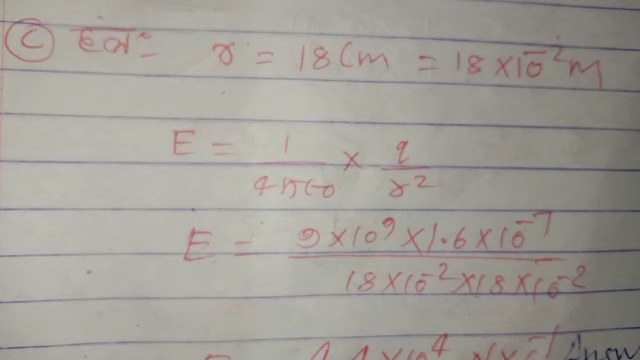 (C) हल:- r = 18 Cm = 18 × 10⁻² m
E = 1/4πε₀ × q/r²
E = 9 × 10⁹ × 1.6 × 10⁻⁷ / 18 × 10⁻² × 18 × 10⁻²